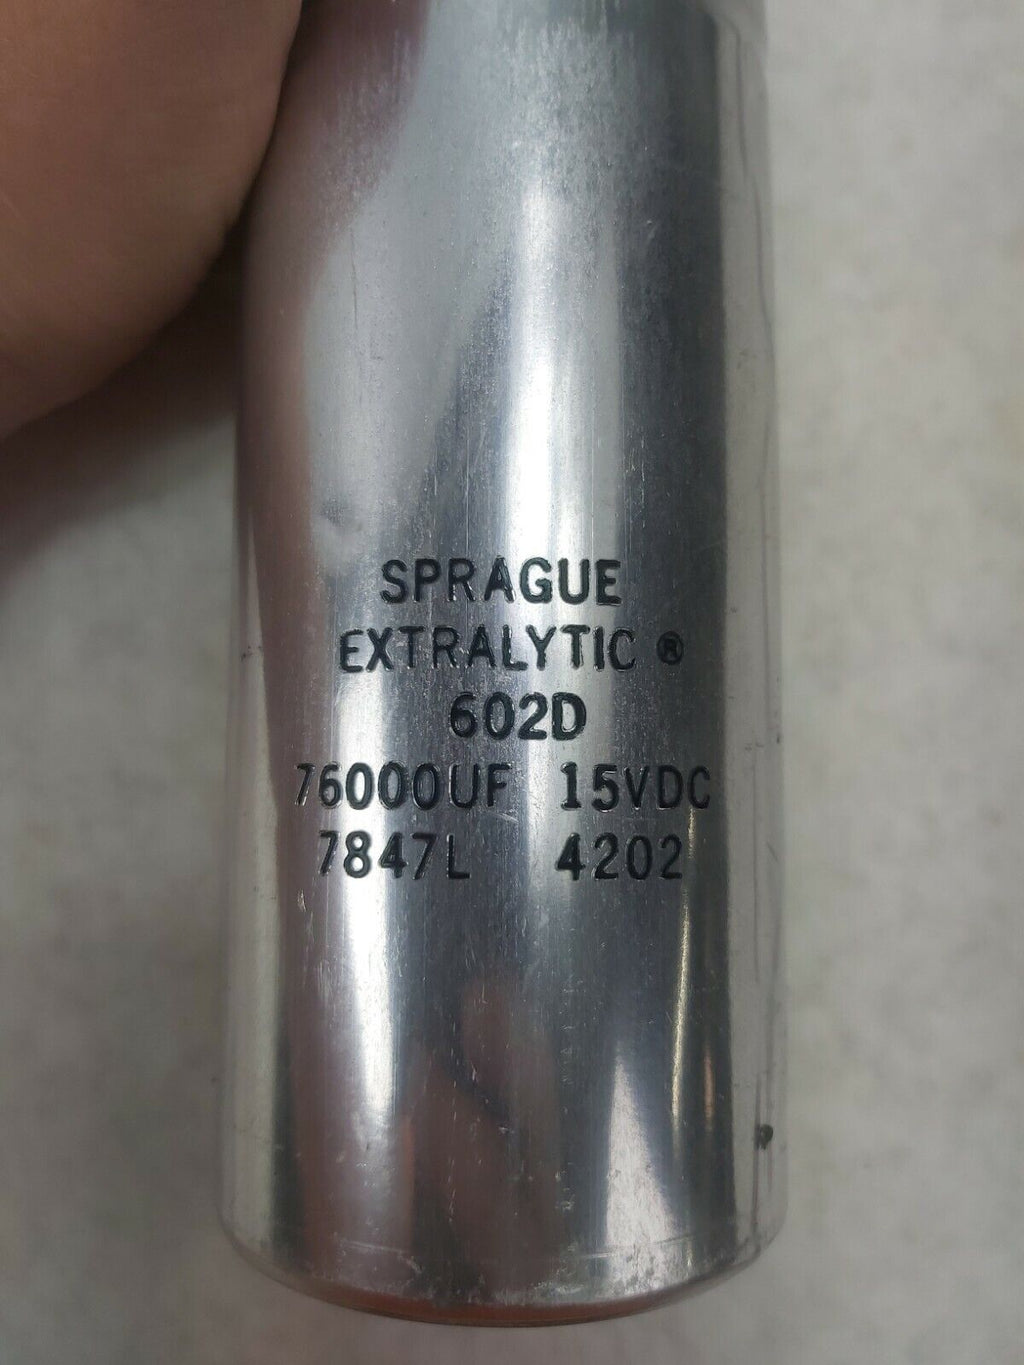 SPRAGUE
EXTRALYTIC ®
602D
76000UF 15VDC
7847L 4202